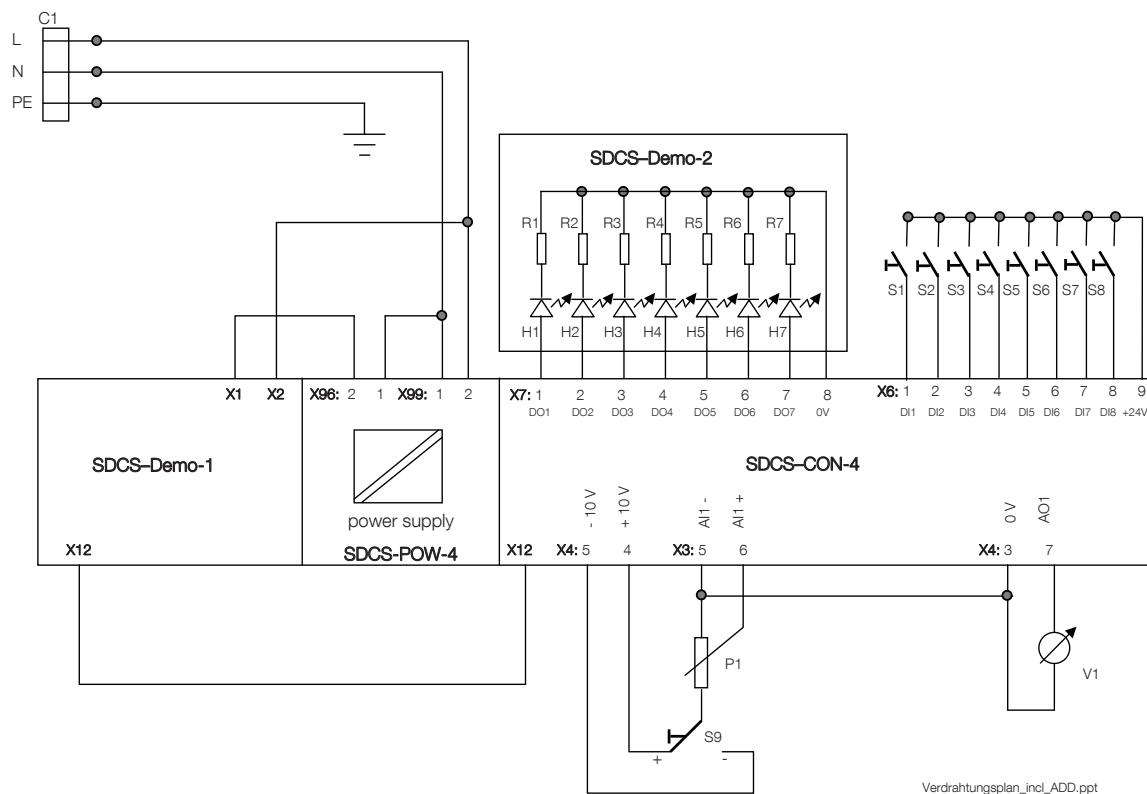 C1
L
N
PE
SDCS–Demo-2
R1 R2 R3 R4 R5 R6 R7
H1 H2 H3 H4 H5 H6 H7
S1 S2 S3 S4 S5 S6 S7 S8
X1 X2 X96: 2 1 X99: 1 2
X7: 1 2 3 4 5 6 7 8
DO1 DO2 DO3 DO4 DO5 DO6 DO7 0V
X6: 1 2 3 4 5 6 7 8 9
DI1 DI2 DI3 DI4 DI5 DI6 DI7 DI8 +24V
SDCS–Demo-1
SDCS–CON-4
power supply
SDCS-POW-4
- 10 V
+ 10 V
AI1 -
AI1 +
0 V
AO1
X12
X12 X4: 5 4 X3: 5 6 X4: 3 7
P1
V1
S9
+ -
Verdrahtungsplan_incl_ADD.ppt